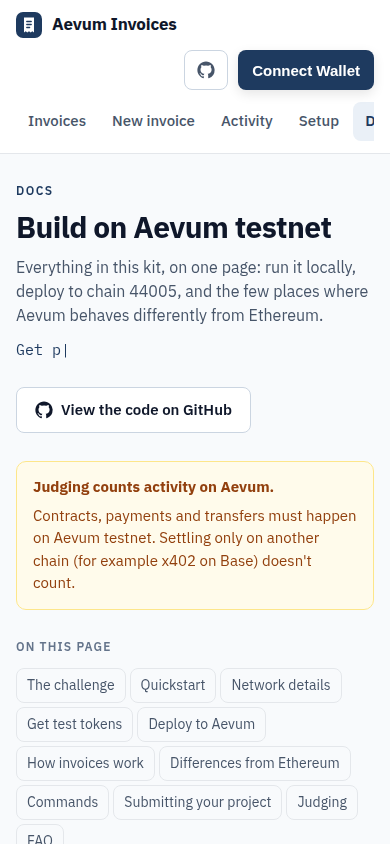 Aevum Invoices
Connect Wallet
Invoices New invoice Activity Setup D
DOCS
Build on Aevum testnet
Everything in this kit, on one page: run it locally,
deploy to chain 44005, and the few places where
Aevum behaves differently from Ethereum.
Get p|
View the code on GitHub
Judging counts activity on Aevum.
Contracts, payments and transfers must happen
on Aevum testnet. Settling only on another
chain (for example x402 on Base) doesn't
count.
ON THIS PAGE
The challenge Quickstart Network details
Get test tokens Deploy to Aevum
How invoices work Differences from Ethereum
Commands Submitting your project Judging
FAQ